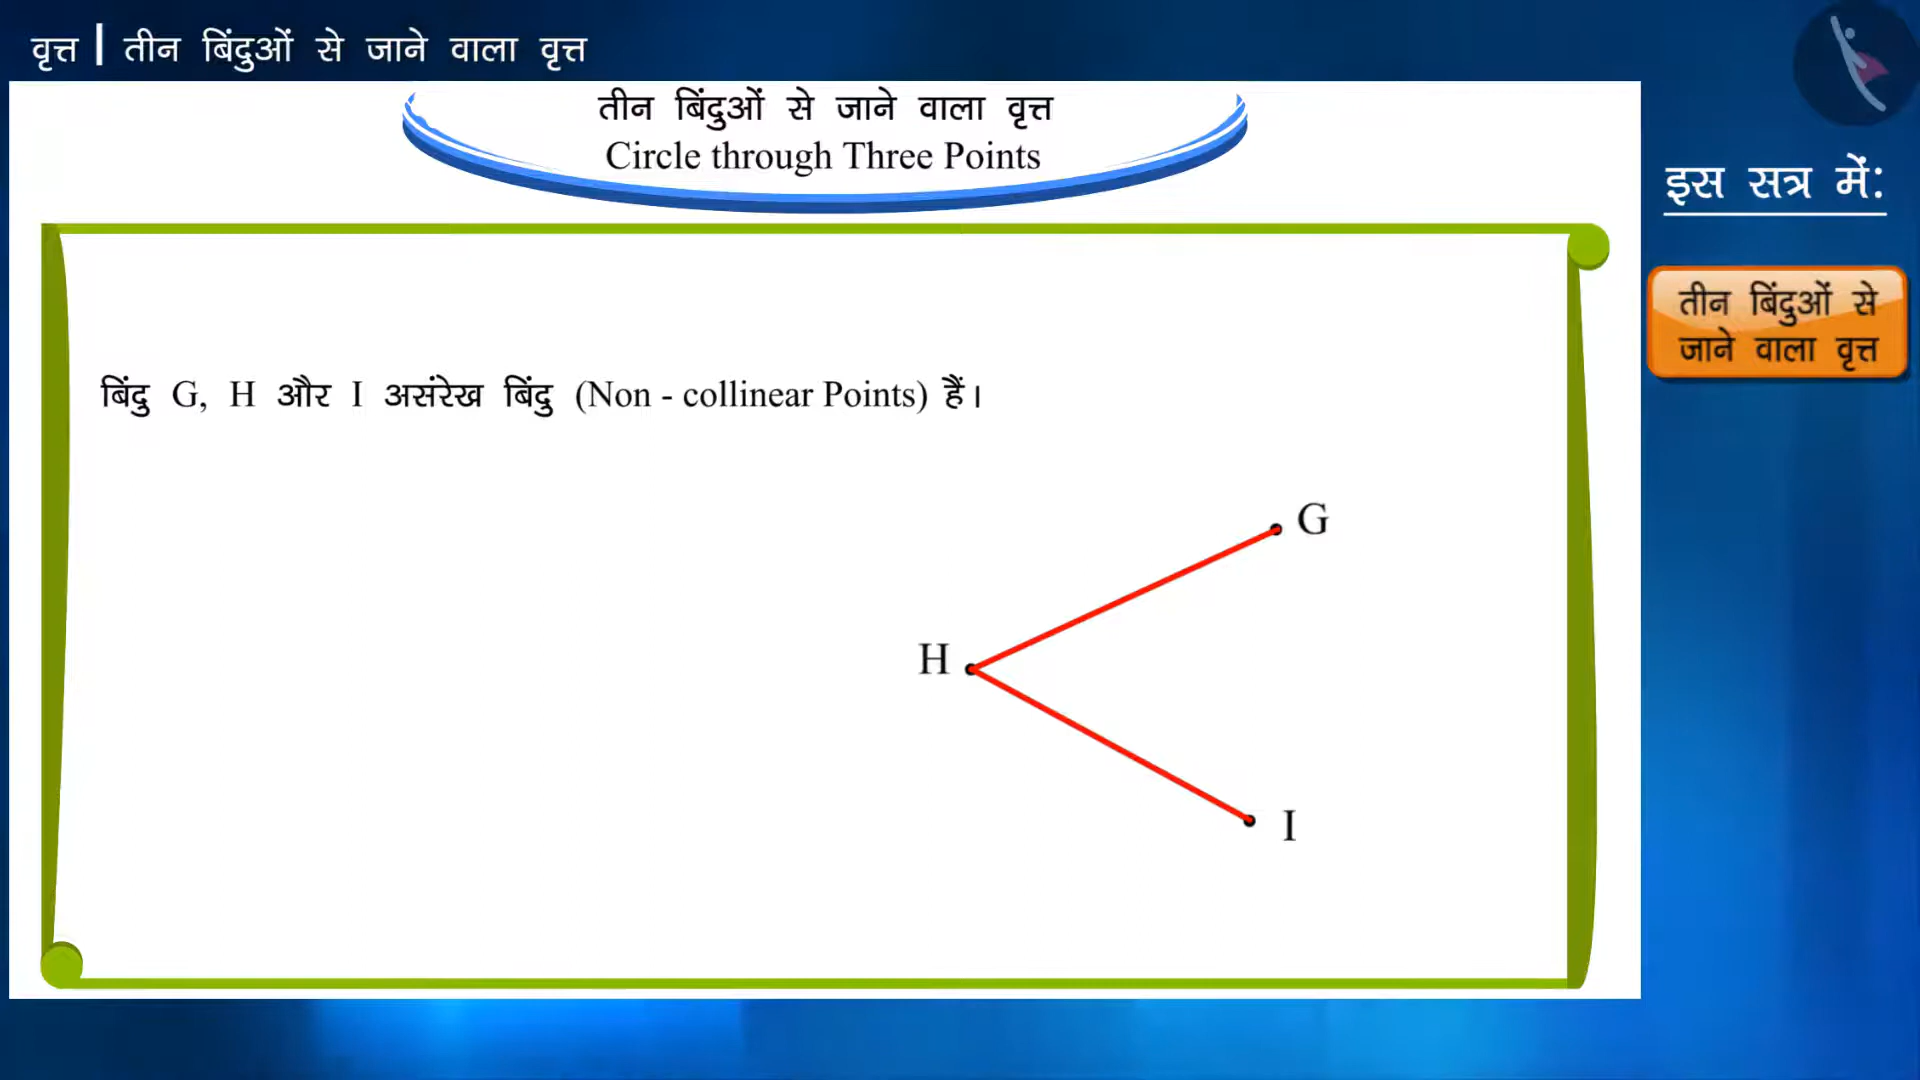 वृत्त | तीन बिंदुओं से जाने वाला वृत्त
तीन बिंदुओं से जाने वाला वृत्त
Circle through Three Points
इस सत्र में:
तीन बिंदुओं से
जाने वाला वृत्त
बिंदु G, H और I असंरेख बिंदु (Non - collinear Points) हैं।
G
H
I